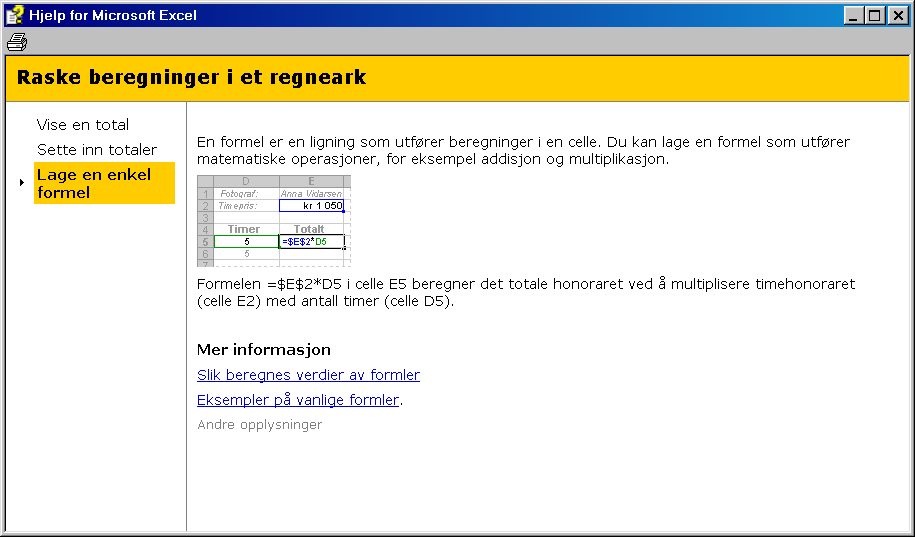 Hjelp for Microsoft Excel
Raske beregninger i et regneark
Vise en total
Sette inn totaler
Lage en enkel
formel
En formel er en ligning som utfører beregninger i en celle. Du kan lage en formel som utfører
matematiske operasjoner, for eksempel addisjon og multiplikasjon.
D E
1 Fotograf: Anna Vidarsen
2 Timepris: kr 1 050
3
4 Timer Totalt
5 5 =$E$2*D5
6 5
7
Formelen =$E$2*D5 i celle E5 beregner det totale honoraret ved å multiplisere timehonoraret
(celle E2) med antall timer (celle D5).
Mer informasjon
Slik beregnes verdier av formler
Eksempler på vanlige formler.
Andre opplysninger